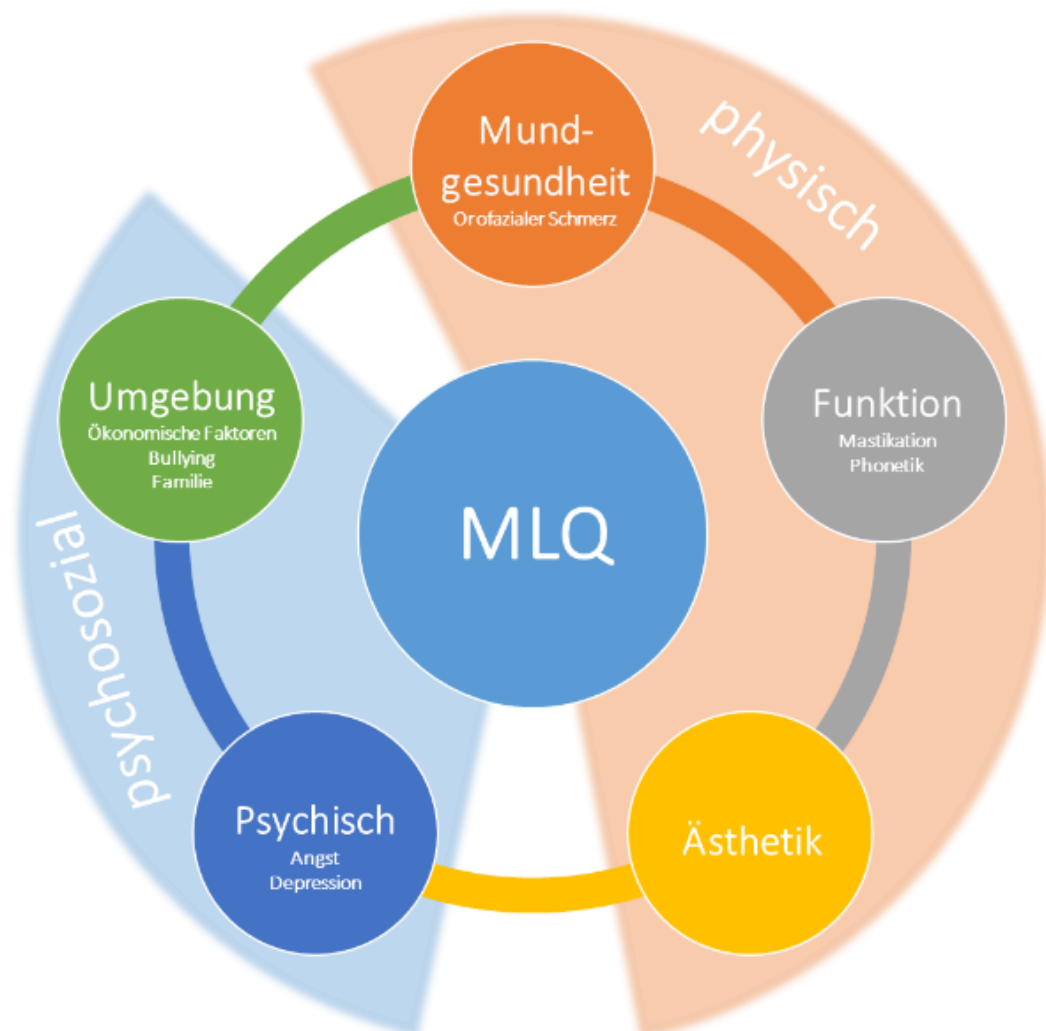 Mund-
gesundheit
Orofazialer Schmerz
physisch
Umgebung
Ökonomische Faktoren
Bullying
Familie
Funktion
Mastikation
Phonetik
MLQ
psychosozial
Psychisch
Angst
Depression
Ästhetik